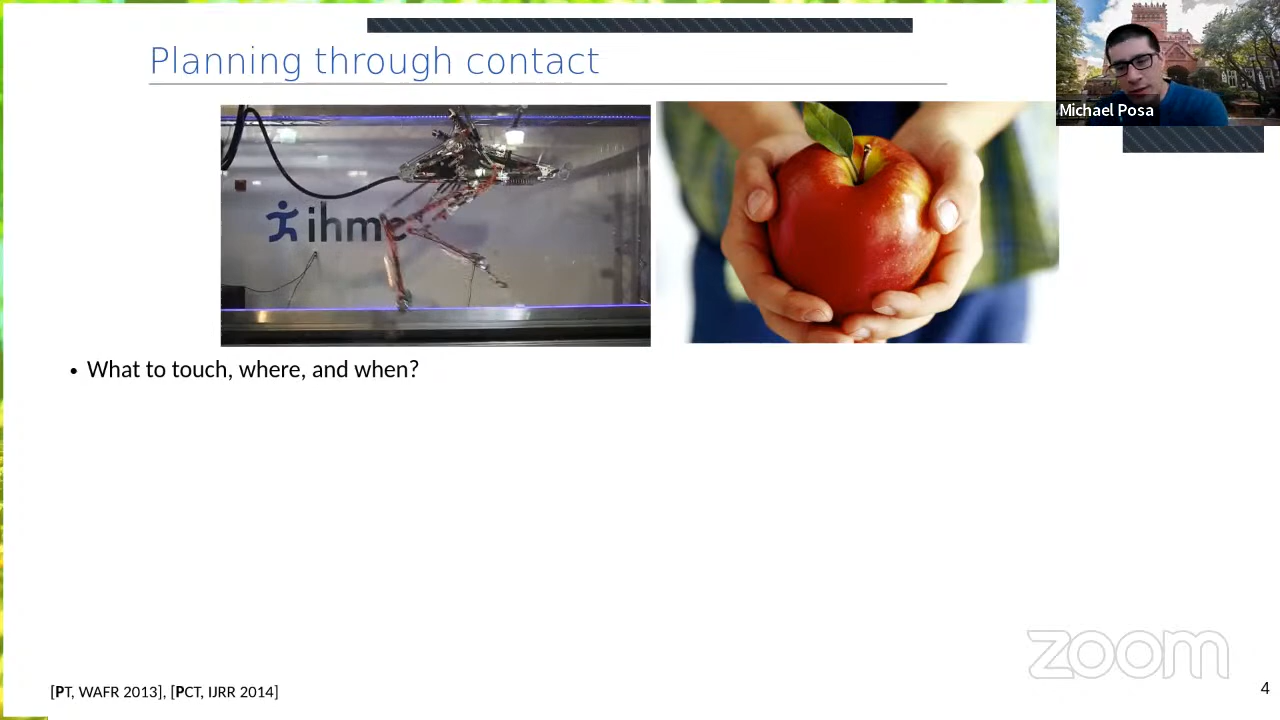 Planning through contact
Michael Posa
ihmc
• What to touch, where, and when?
zoom
[PT, WAFR 2013], [PCT, IJRR 2014]
4